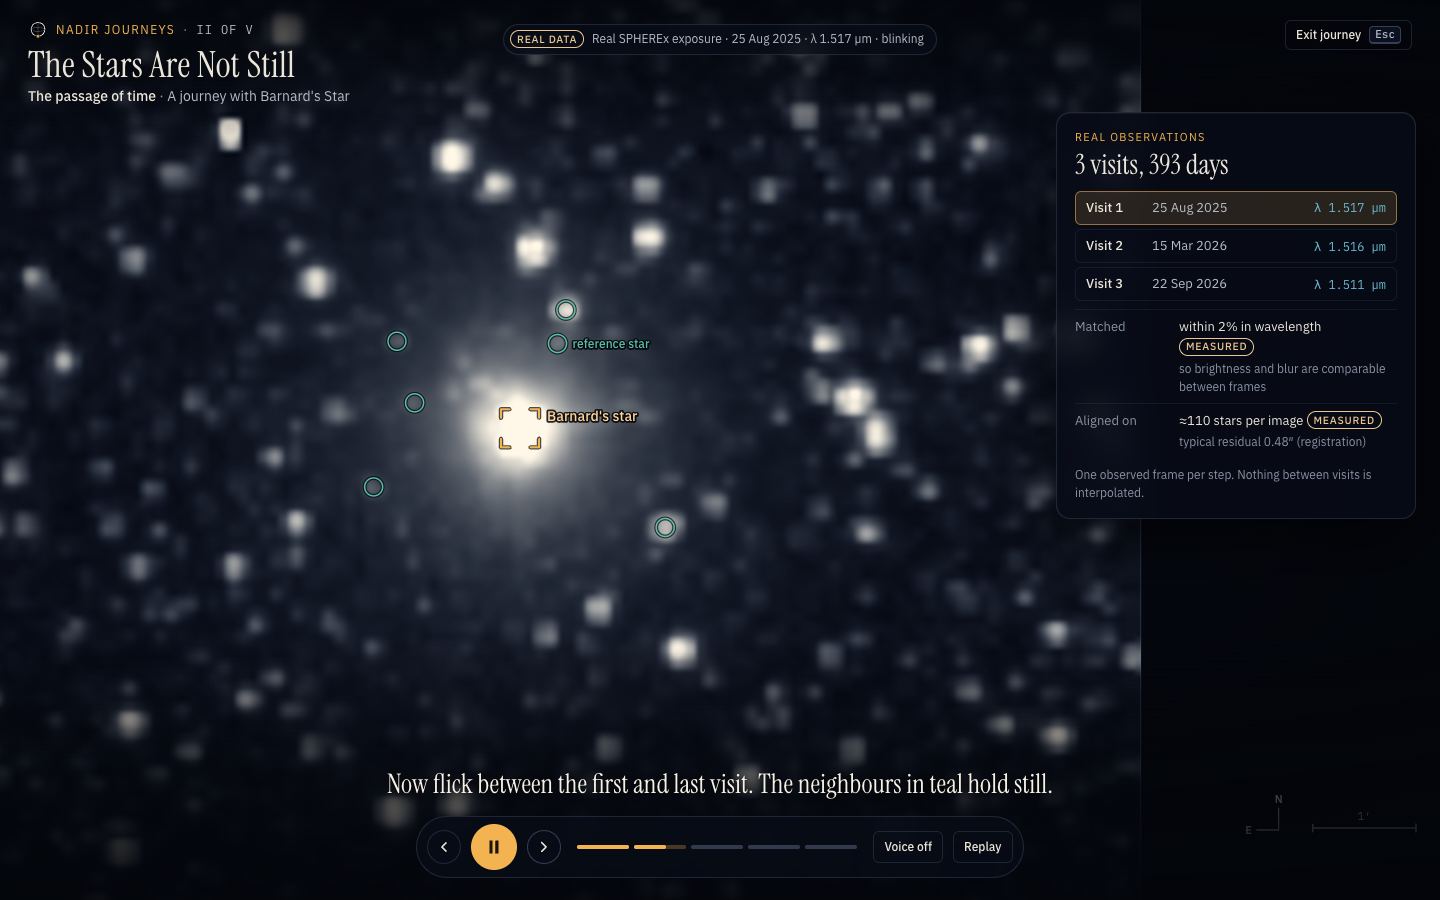 NADIR JOURNEYS · II OF V
The Stars Are Not Still
The passage of time · A journey with Barnard's Star
REAL DATA Real SPHEREx exposure · 25 Aug 2025 · λ 1.517 µm · blinking
Exit journey Esc
REAL OBSERVATIONS
3 visits, 393 days
Visit 1 25 Aug 2025 λ 1.517 µm
Visit 2 15 Mar 2026 λ 1.516 µm
Visit 3 22 Sep 2026 λ 1.511 µm
Matched within 2% in wavelength
MEASURED
so brightness and blur are comparable
between frames
Aligned on ≈110 stars per image MEASURED
typical residual 0.48″ (registration)
One observed frame per step. Nothing between visits is
interpolated.
reference star
Barnard's star
Now flick between the first and last visit. The neighbours in teal hold still.
N
E
1′
Voice off
Replay